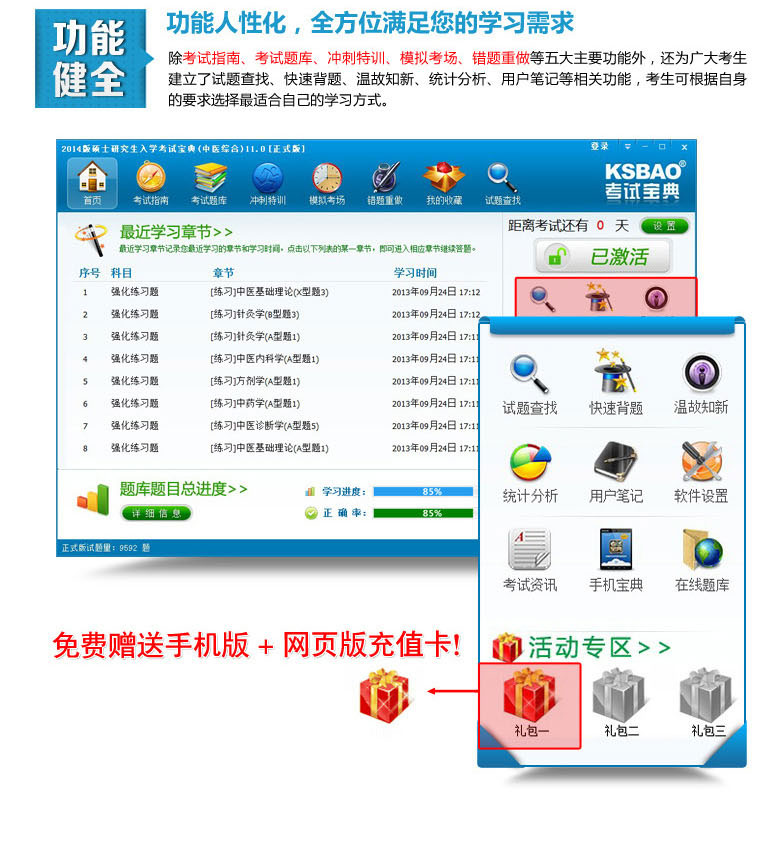 功能
健全
功能人性化，全方位满足您的学习需求
除考试指南、考试题库、冲刺特训、模拟考场、错题重做等五大主要功能外，还为广大考生
建立了试题查找、快速背题、温故知新、统计分析、用户笔记等相关功能，考生可根据自身
的要求选择最适合自己的学习方式。
2014版硕士研究生入学考试宝典(中医综合)11.0[正式版]
登录
首页 考试指南 考试题库 冲刺特训 模拟考场 错题重做 我的收藏 试题查找
KSBAO®
考试宝典
最近学习章节>>
最近学习章节记录您最近学习的章节和学习时间，点击以下列表的某一章节，即可进入相应章节继续答题。
距离考试还有 0 天 设置
已激活
序号 科目 章节 学习时间
1 强化练习题 [练习]中医基础理论(X型题3) 2013年09月24日 17:12
2 强化练习题 [练习]针灸学(B型题3) 2013年09月24日 17:12
3 强化练习题 [练习]针灸学(A型题1) 2013年09月24日 17:11
4 强化练习题 [练习]中医内科学(A型题1) 2013年09月24日 17:11
5 强化练习题 [练习]方剂学(A型题1) 2013年09月24日 17:11
6 强化练习题 [练习]中药学(A型题1) 2013年09月24日 17:11
7 强化练习题 [练习]中医诊断学(A型题5) 2013年09月24日 17:11
8 强化练习题 [练习]中医基础理论(A型题1) 2013年09月24日 17:11
题库题目总进度>>
详细信息
学习进度： 85%
正确率： 85%
正式版试题量：9592 题
试题查找 快速背题 温故知新
统计分析 用户笔记 软件设置
考试资讯 手机宝典 在线题库
活动专区>>
礼包一 礼包二 礼包三
免费赠送手机版 + 网页版充值卡!